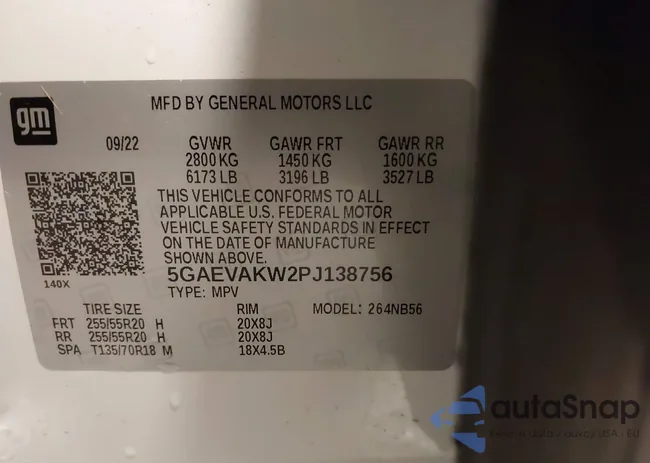 gm
MFD BY GENERAL MOTORS LLC
09/22 GVWR GAWR FRT GAWR RR
2800 KG 1450 KG 1600 KG
6173 LB 3196 LB 3527 LB
THIS VEHICLE CONFORMS TO ALL
APPLICABLE U.S. FEDERAL MOTOR
VEHICLE SAFETY STANDARDS IN EFFECT
ON THE DATE OF MANUFACTURE
SHOWN ABOVE.
5GAEVAKW2PJ138756
140X
TYPE: MPV
TIRE SIZE RIM MODEL: 264NB56
FRT 255/55R20 H 20X8J
RR 255/55R20 H 20X8J
SPA T135/70R18 M 18X4.5B
autoSnap
USA - EU